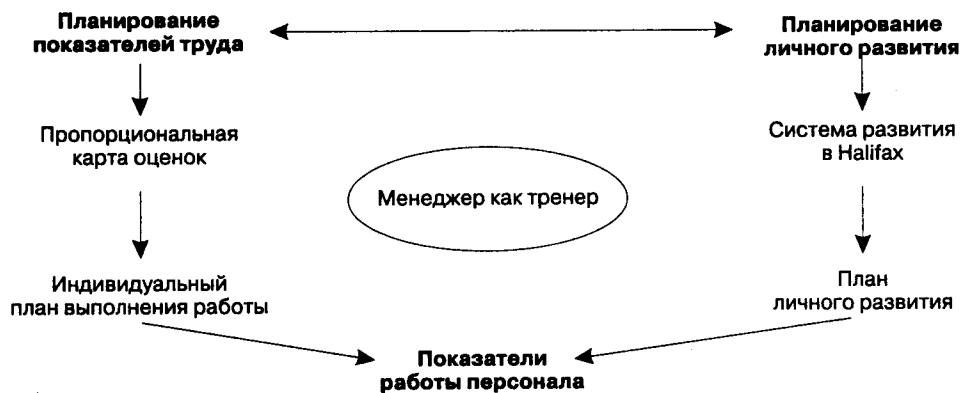 Планирование
показателей труда
Планирование
личного развития
Пропорциональная
карта оценок
Система развития
в Halifax
Менеджер как тренер
Индивидуальный
план выполнения работы
План
личного развития
Показатели
работы персонала